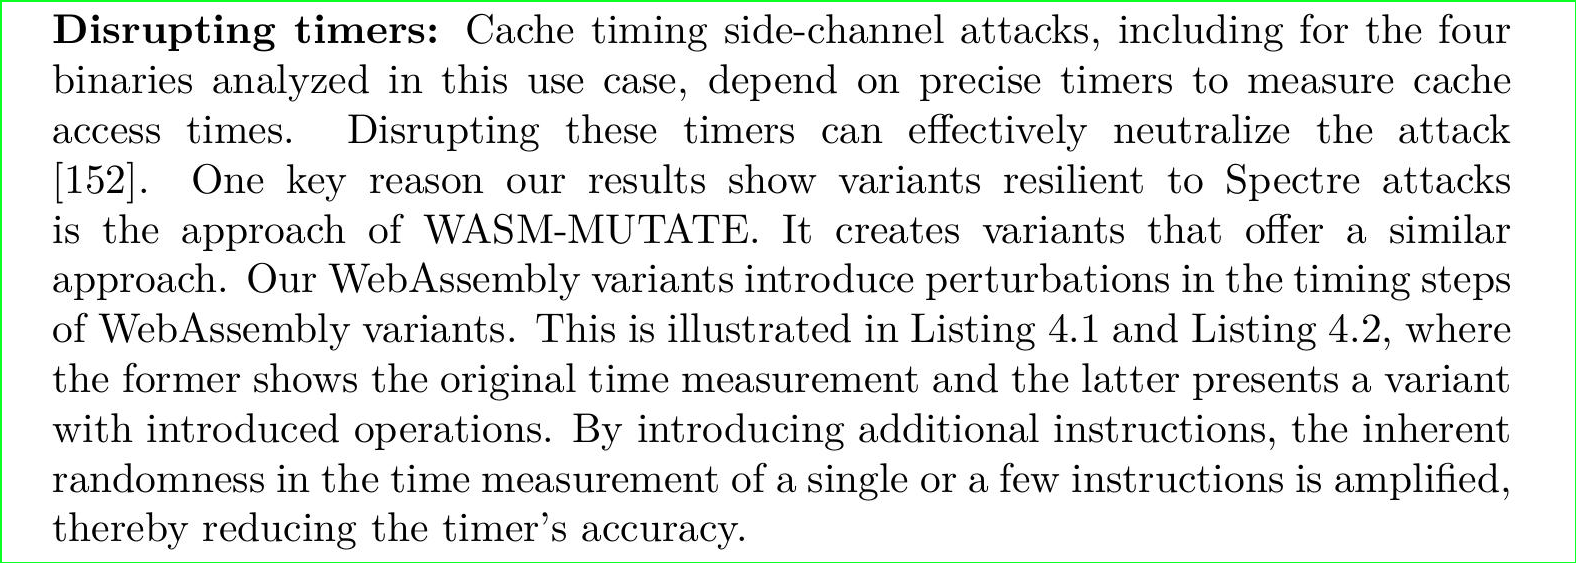 Disrupting timers: Cache timing side-channel attacks, including for the four
binaries analyzed in this use case, depend on precise timers to measure cache
access times. Disrupting these timers can effectively neutralize the attack
[152]. One key reason our results show variants resilient to Spectre attacks
is the approach of WASM-MUTATE. It creates variants that offer a similar
approach. Our WebAssembly variants introduce perturbations in the timing steps
of WebAssembly variants. This is illustrated in Listing 4.1 and Listing 4.2, where
the former shows the original time measurement and the latter presents a variant
with introduced operations. By introducing additional instructions, the inherent
randomness in the time measurement of a single or a few instructions is amplified,
thereby reducing the timer's accuracy.